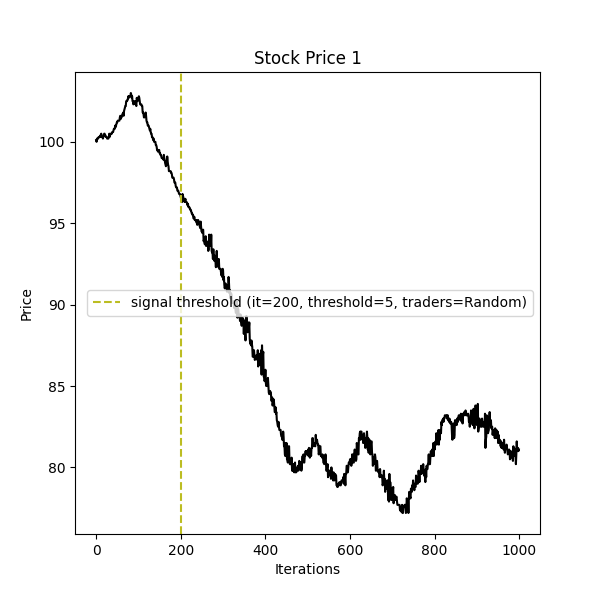 Stock Price 1
100
95
90
85
80
Price
signal threshold (it=200, threshold=5, traders=Random)
0 200 400 600 800 1000
Iterations